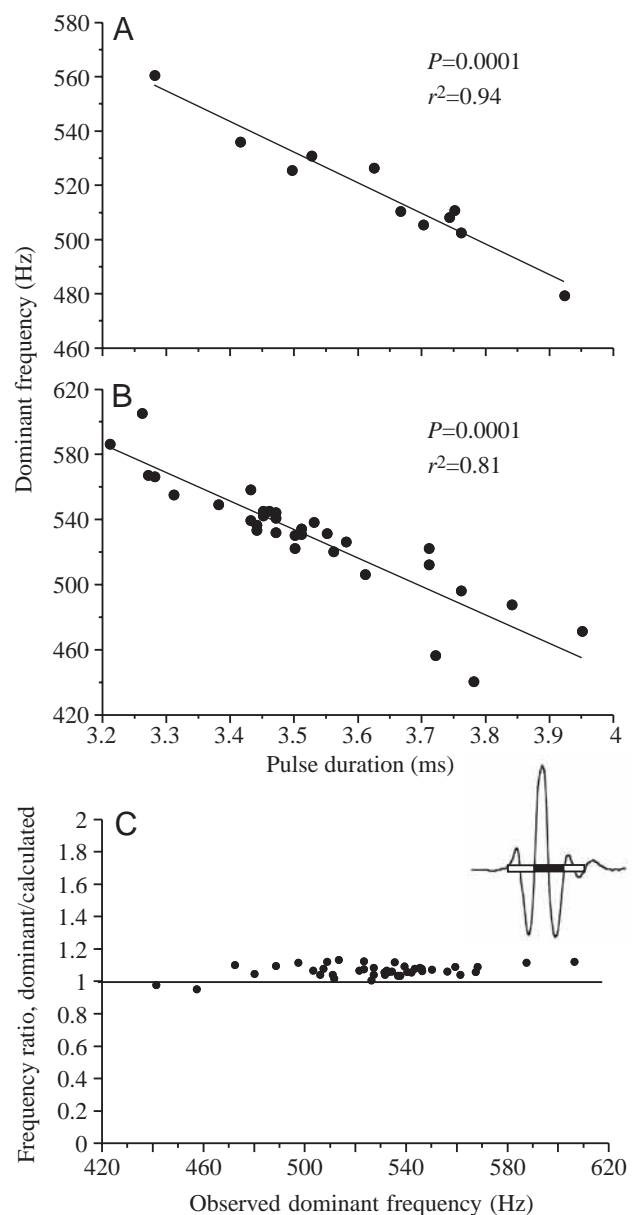 A
P=0.0001
r²=0.94
580
560
540
520
500
480
460
Dominant frequency (Hz)
B
P=0.0001
r²=0.81
620
580
540
500
460
420
3.2 3.3 3.4 3.5 3.6 3.7 3.8 3.9 4
Pulse duration (ms)
C
2
1.8
1.6
1.4
1.2
1
0.8
0.6
0.4
0.2
0
Frequency ratio, dominant/calculated
420 460 500 540 580 620
Observed dominant frequency (Hz)